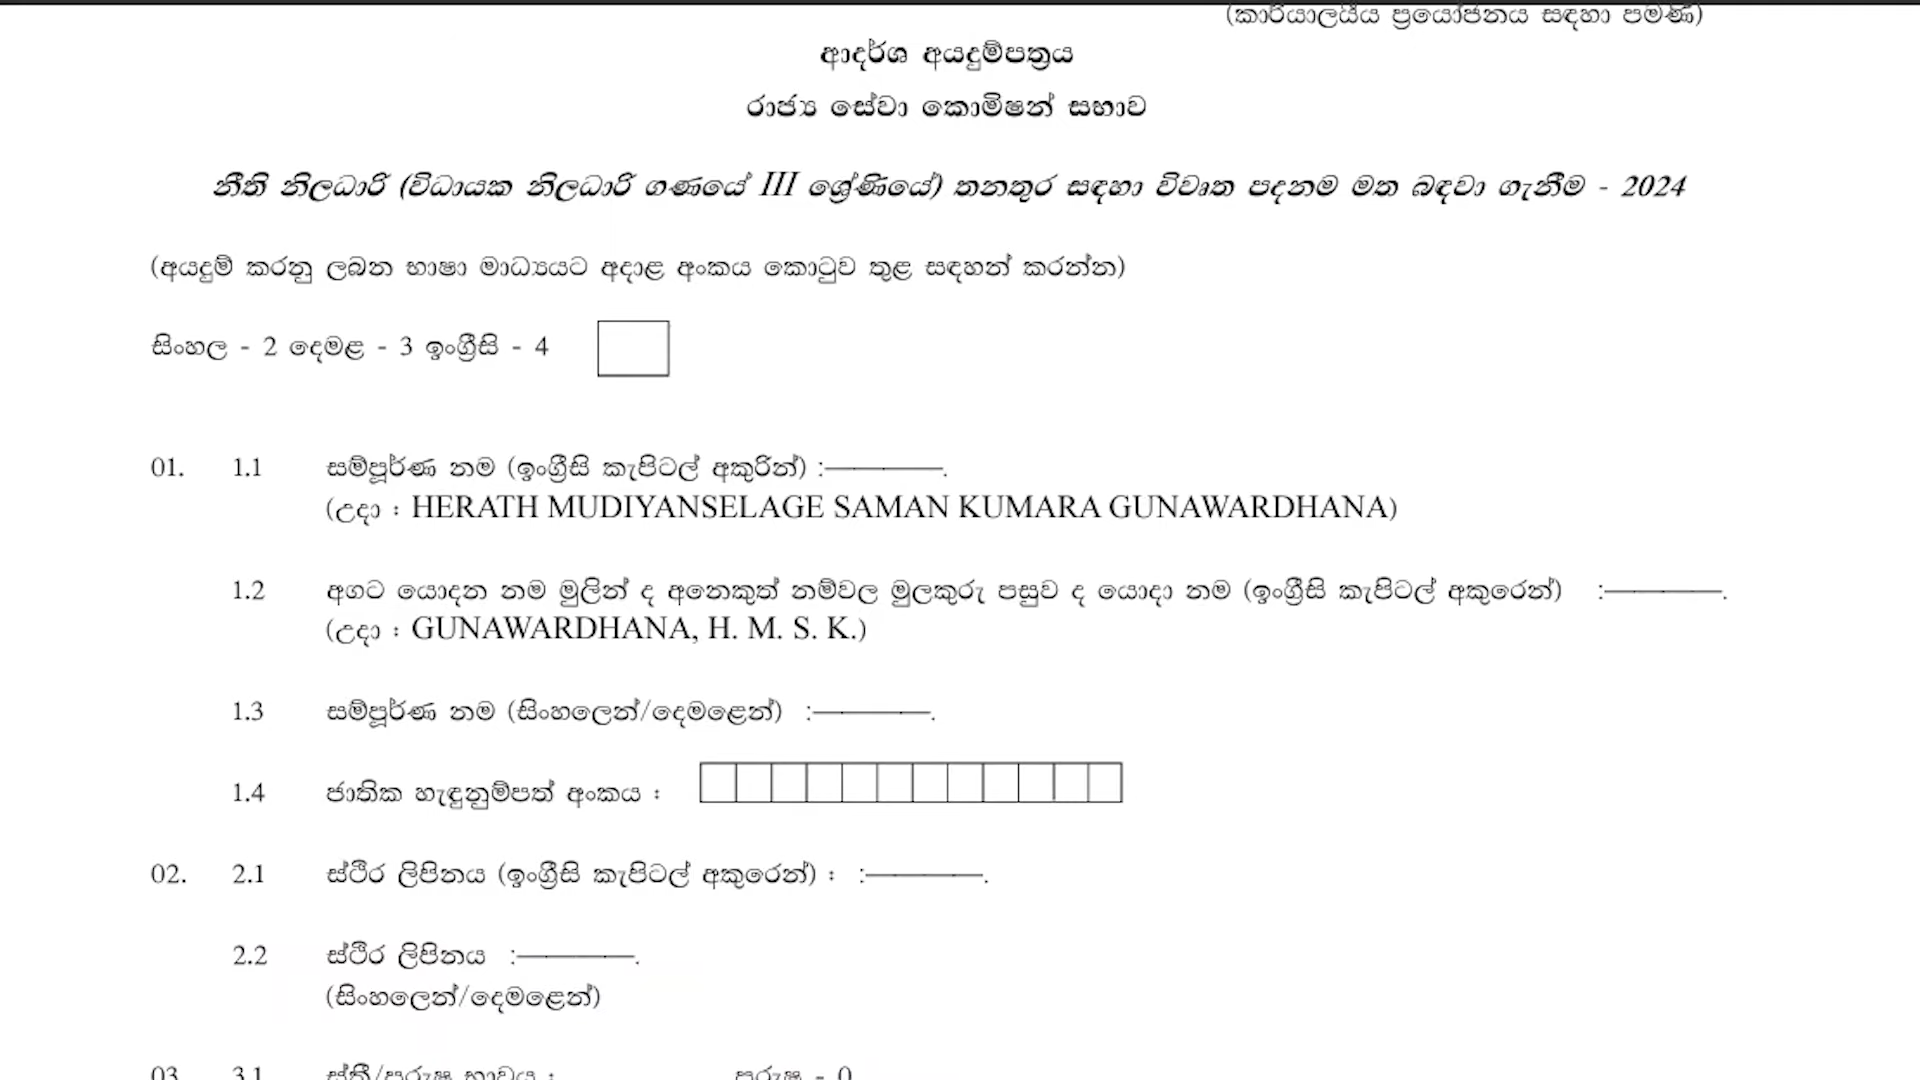 (කාර්යාලයීය ප්‍රයෝජනය සඳහා පමණි)
ආදර්ශ අයදුම්පත්‍රය
රාජ්‍ය සේවා කොමිෂන් සභාව
නීති නිලධාරි (විධායක නිලධාරි ගණයේ III ශ්‍රේණියේ) තනතුර සඳහා විවෘත පදනම මත බඳවා ගැනීම - 2024
(අයදුම් කරනු ලබන භාෂා මාධ්‍යයට අදාළ අංකය කොටුව තුළ සඳහන් කරන්න)
සිංහල - 2 දෙමළ - 3 ඉංග්‍රීසි - 4
01. 1.1 සම්පූර්ණ නම (ඉංග්‍රීසි කැපිටල් අකුරින්) :————.
(උදා : HERATH MUDIYANSELAGE SAMAN KUMARA GUNAWARDHANA)
1.2 අගට යොදන නම මුලින් ද අනෙකුත් නම්වල මුලකුරු පසුව ද යොදා නම (ඉංග්‍රීසි කැපිටල් අකුරෙන්) :————.
(උදා : GUNAWARDHANA, H. M. S. K.)
1.3 සම්පූර්ණ නම (සිංහලෙන්/දෙමළෙන්) :————.
1.4 ජාතික හැඳුනුම්පත් අංකය :
02. 2.1 ස්ථිර ලිපිනය (ඉංග්‍රීසි කැපිටල් අකුරෙන්) : :————.
2.2 ස්ථිර ලිපිනය :————.
(සිංහලෙන්/දෙමළෙන්)
03. 3.1 ස්ත්‍රී/පුරුෂ භාවය : පුරුෂ - 0